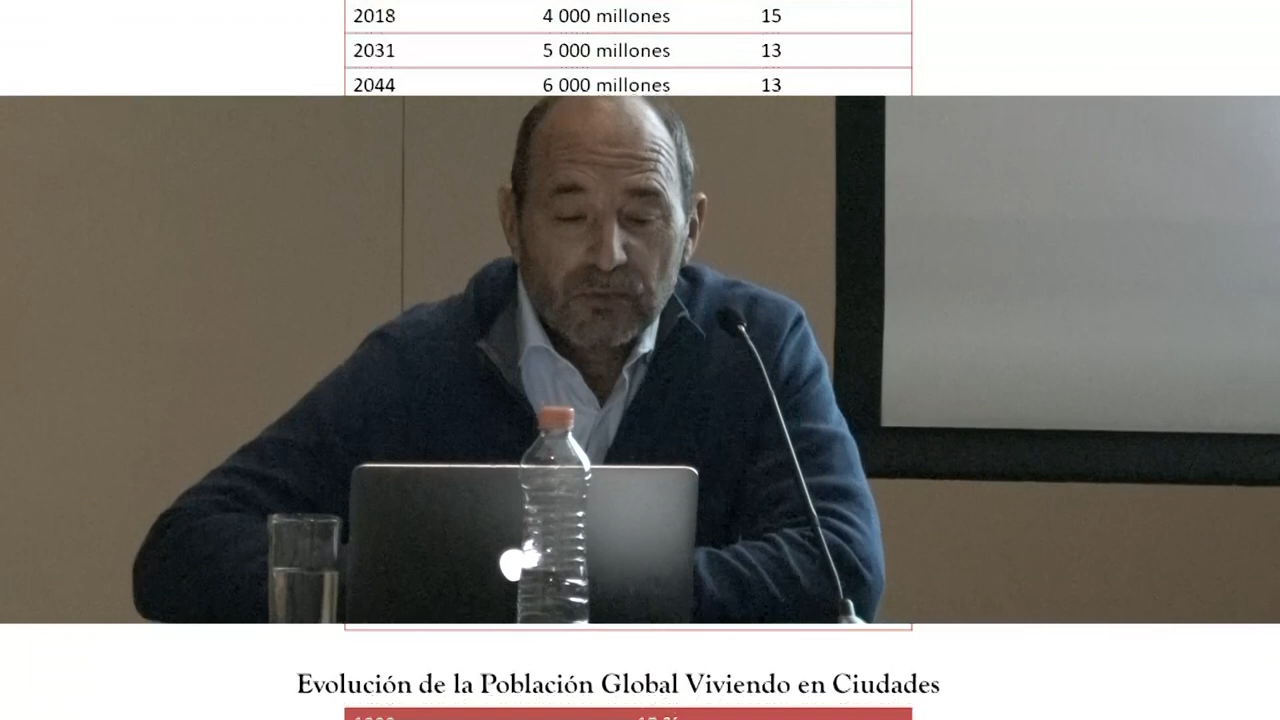 2018 4 000 millones 15
2031 5 000 millones 13
2044 6 000 millones 13
Evolución de la Población Global Viviendo en Ciudades